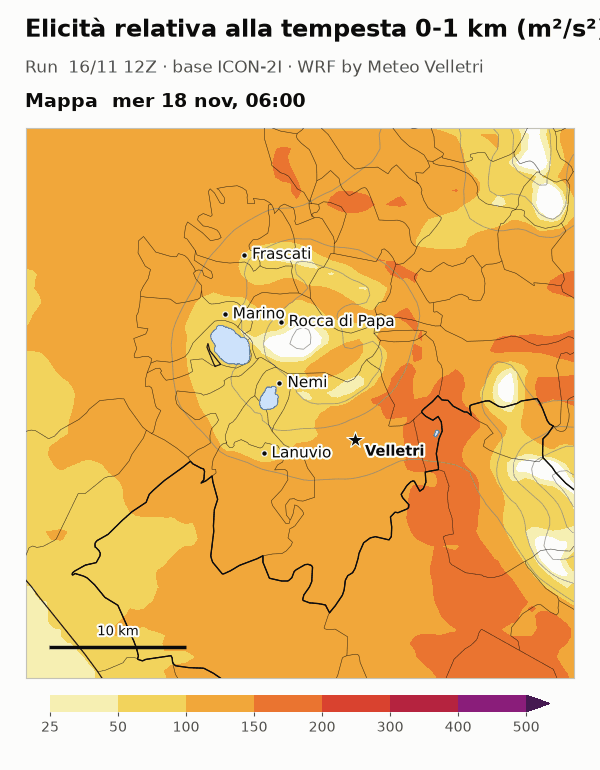 Elicità relativa alla tempesta 0-1 km (m²/s²)
Run 16/11 12Z · base ICON-2I · WRF by Meteo Velletri
Mappa mer 18 nov, 06:00
Frascati
Marino
Rocca di Papa
Nemi
Velletri
Lanuvio
10 km
25 50 100 150 200 300 400 500